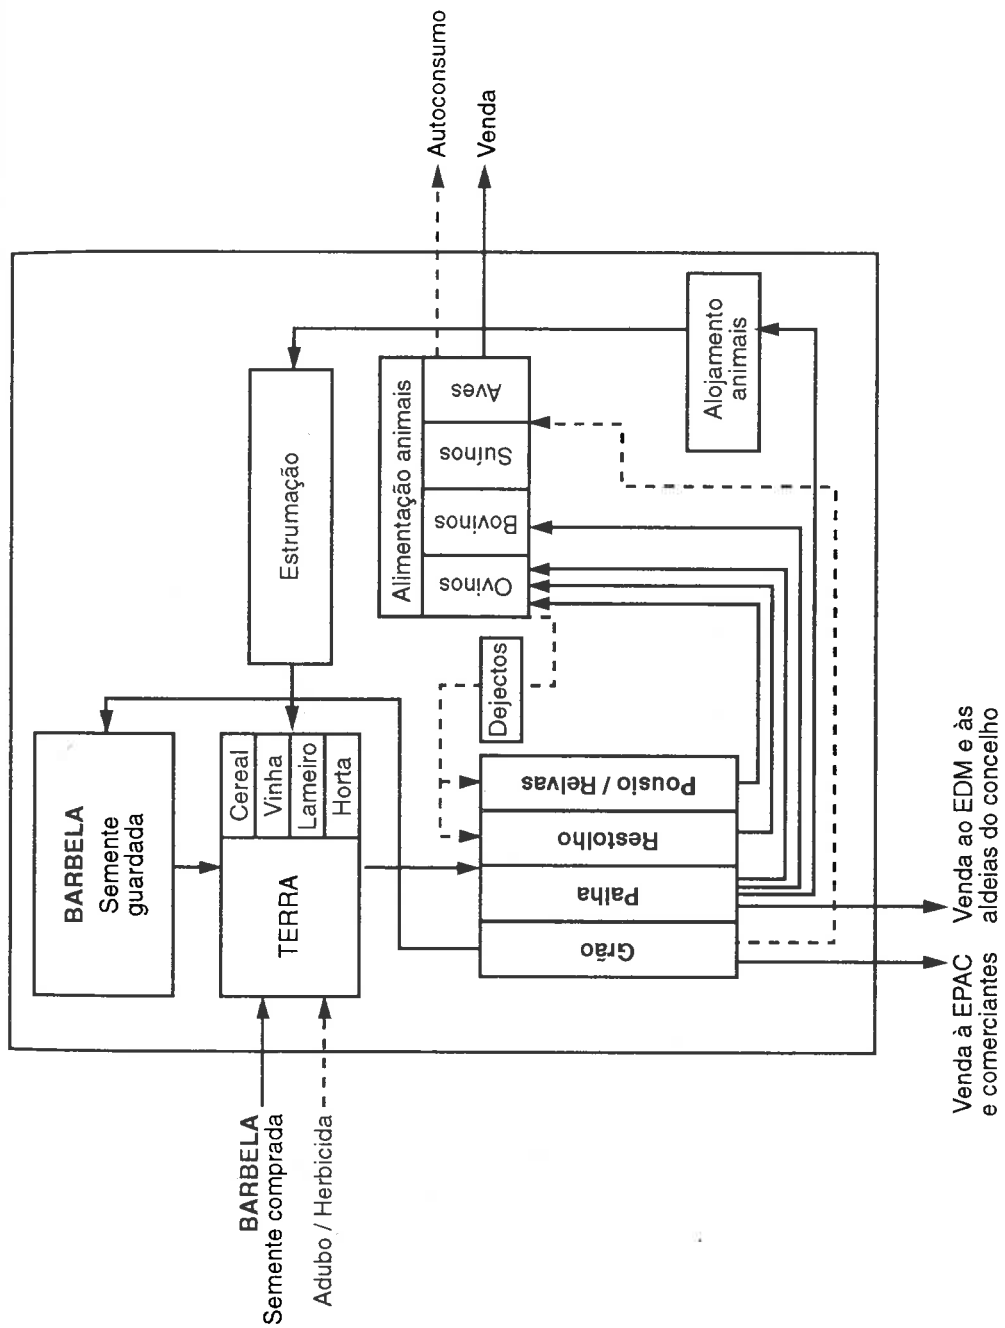 BARBELA
Semente comprada
Adubo / Herbicida
BARBELA
Semente
guardada
TERRA
Cereal
Vinha
Lameiro
Horta
Estrumação
Grão
Palha
Restolho
Pousio / Relvas
Dejectos
Alimentação animais
Ovinos
Bovinos
Suínos
Aves
Alojamento
animais
Autoconsumo
Venda
Venda à EPAC
e comerciantes
Venda ao EDM e às
aldeias do concelho